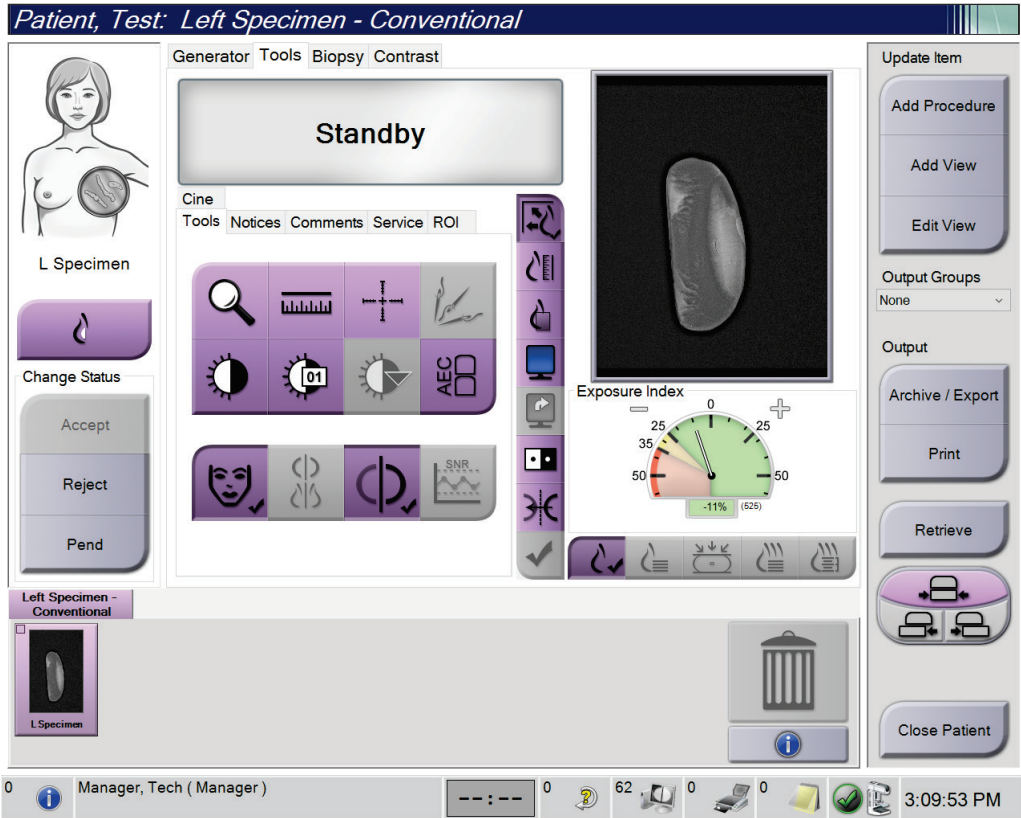 Patient, Test: Left Specimen - Conventional
Generator Tools Biopsy Contrast
Standby
Cine
Tools Notices Comments Service ROI
L Specimen
01
AEC
SNR
Change Status
Accept
Reject
Pend
Exposure Index
0
25 25
35
50 50
-11% (525)
Update Item
Add Procedure
Add View
Edit View
Output Groups
None
Output
Archive / Export
Print
Retrieve
Close Patient
Left Specimen -
Conventional
L Specimen
0 Manager, Tech ( Manager ) --:-- 0 62 0 0 3:09:53 PM